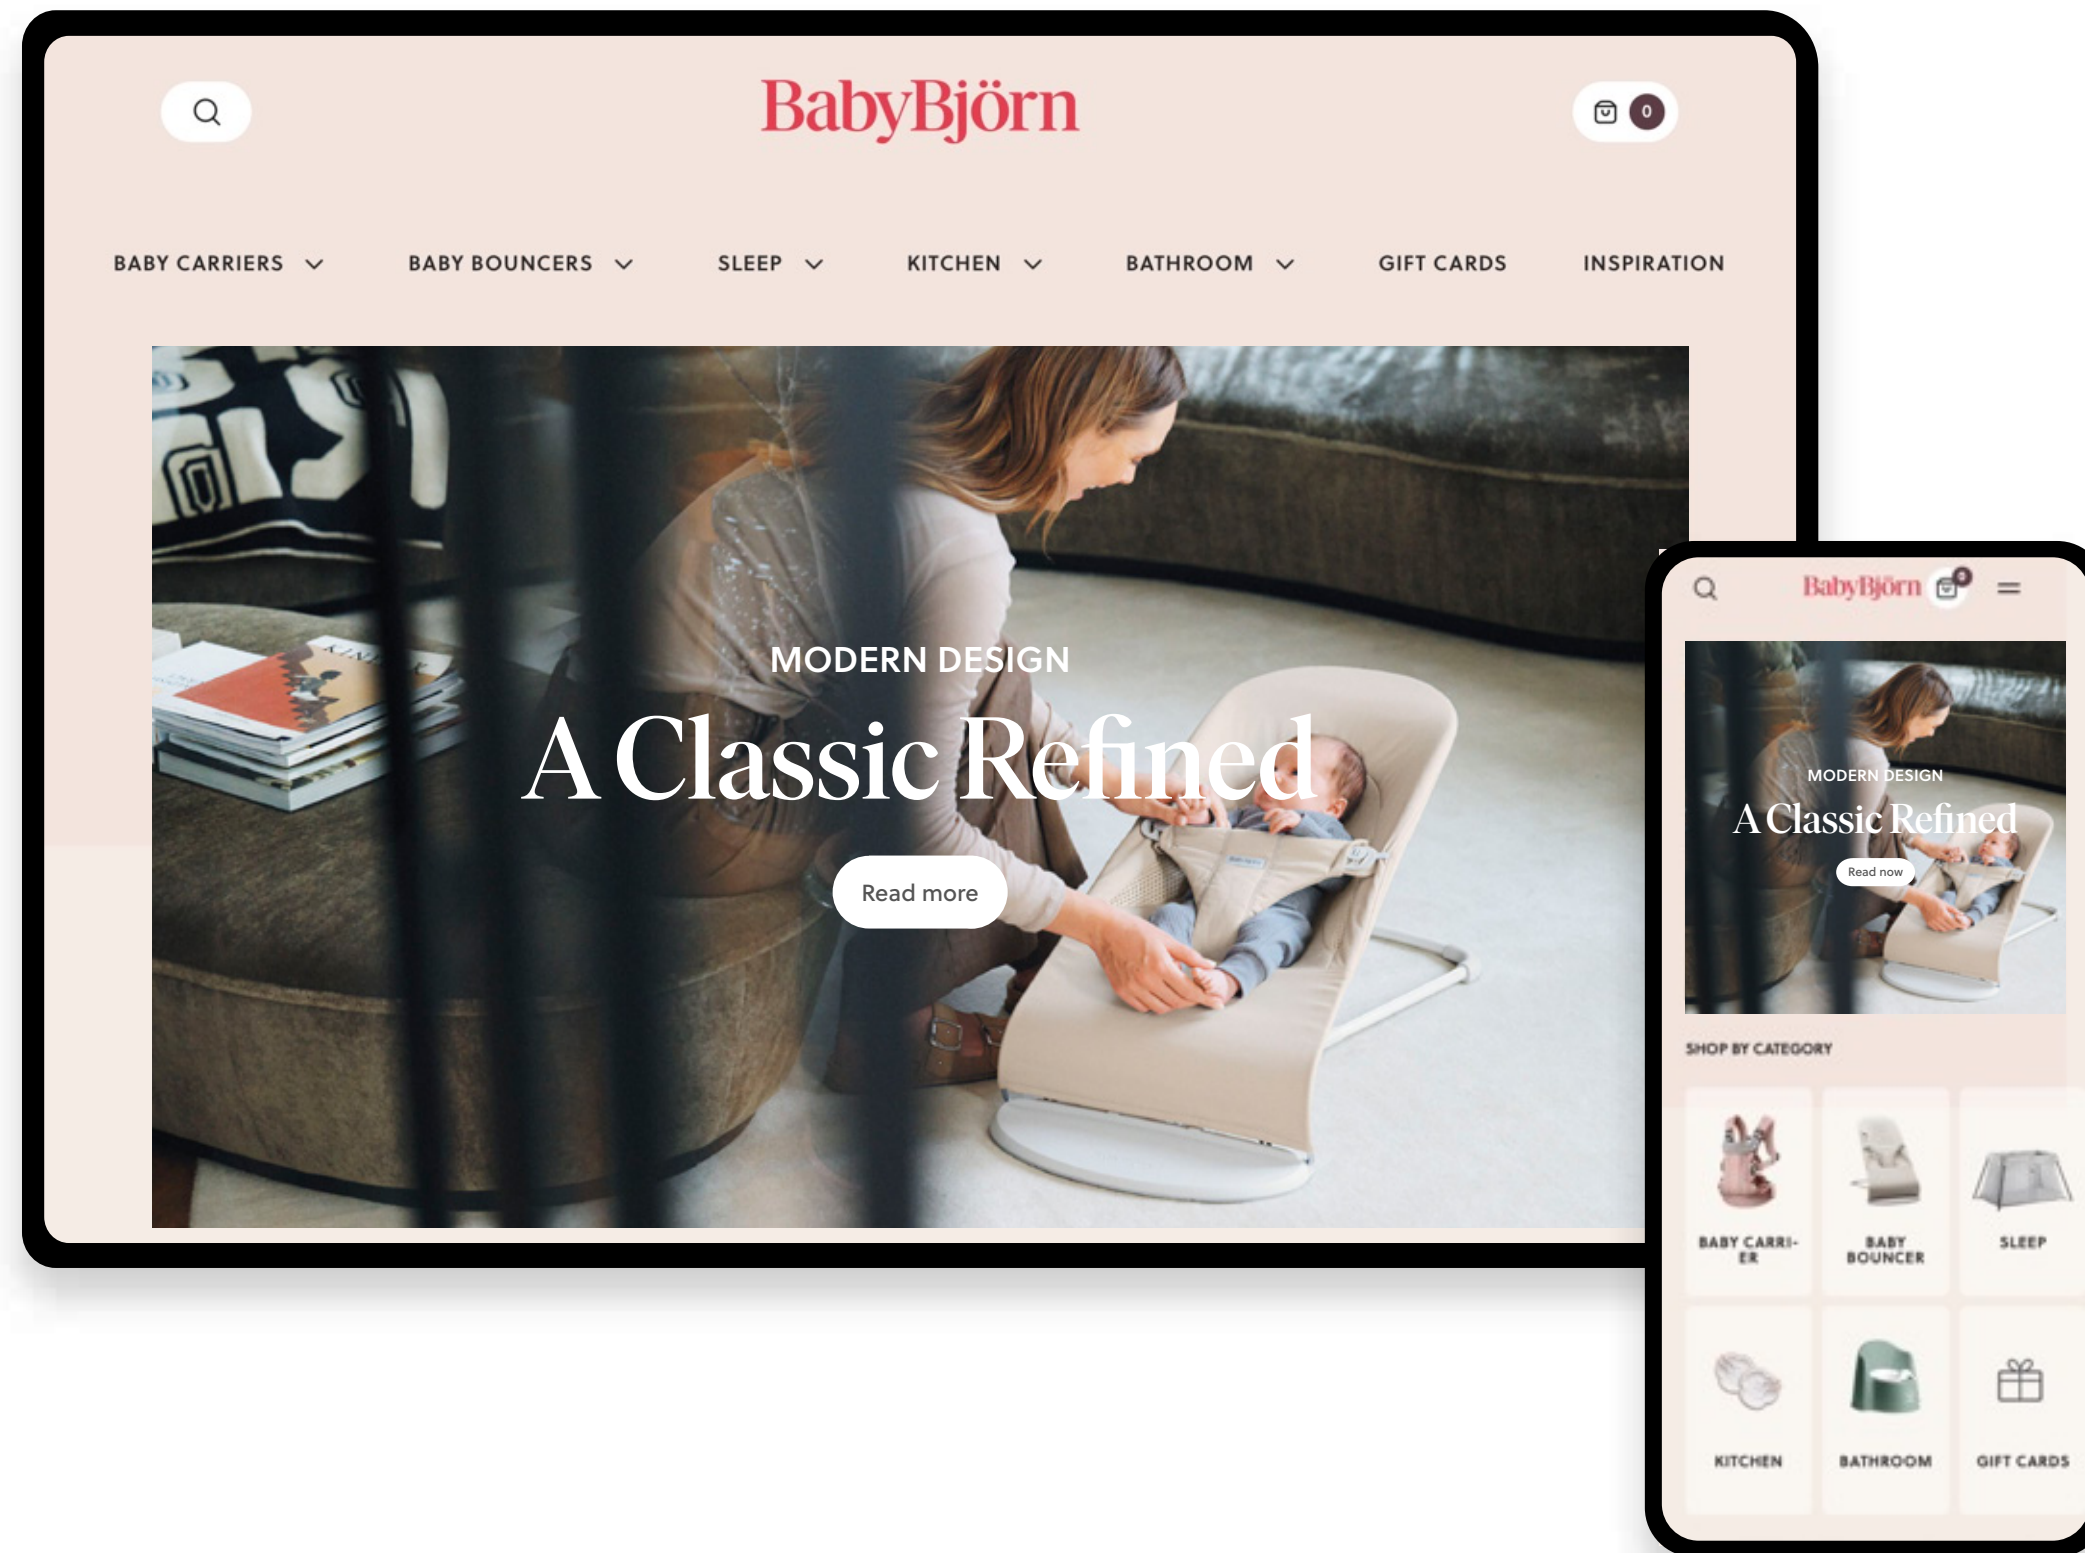 BabyBjörn
0
BABY CARRIERS
BABY BOUNCERS
SLEEP
KITCHEN
BATHROOM
GIFT CARDS
INSPIRATION
MODERN DESIGN
A Classic Refined
Read more
BabyBjörn
MODERN DESIGN
A Classic Refined
Read now
SHOP BY CATEGORY
BABY CARRI-
ER
BABY
BOUNCER
SLEEP
KITCHEN
BATHROOM
GIFT CARDS